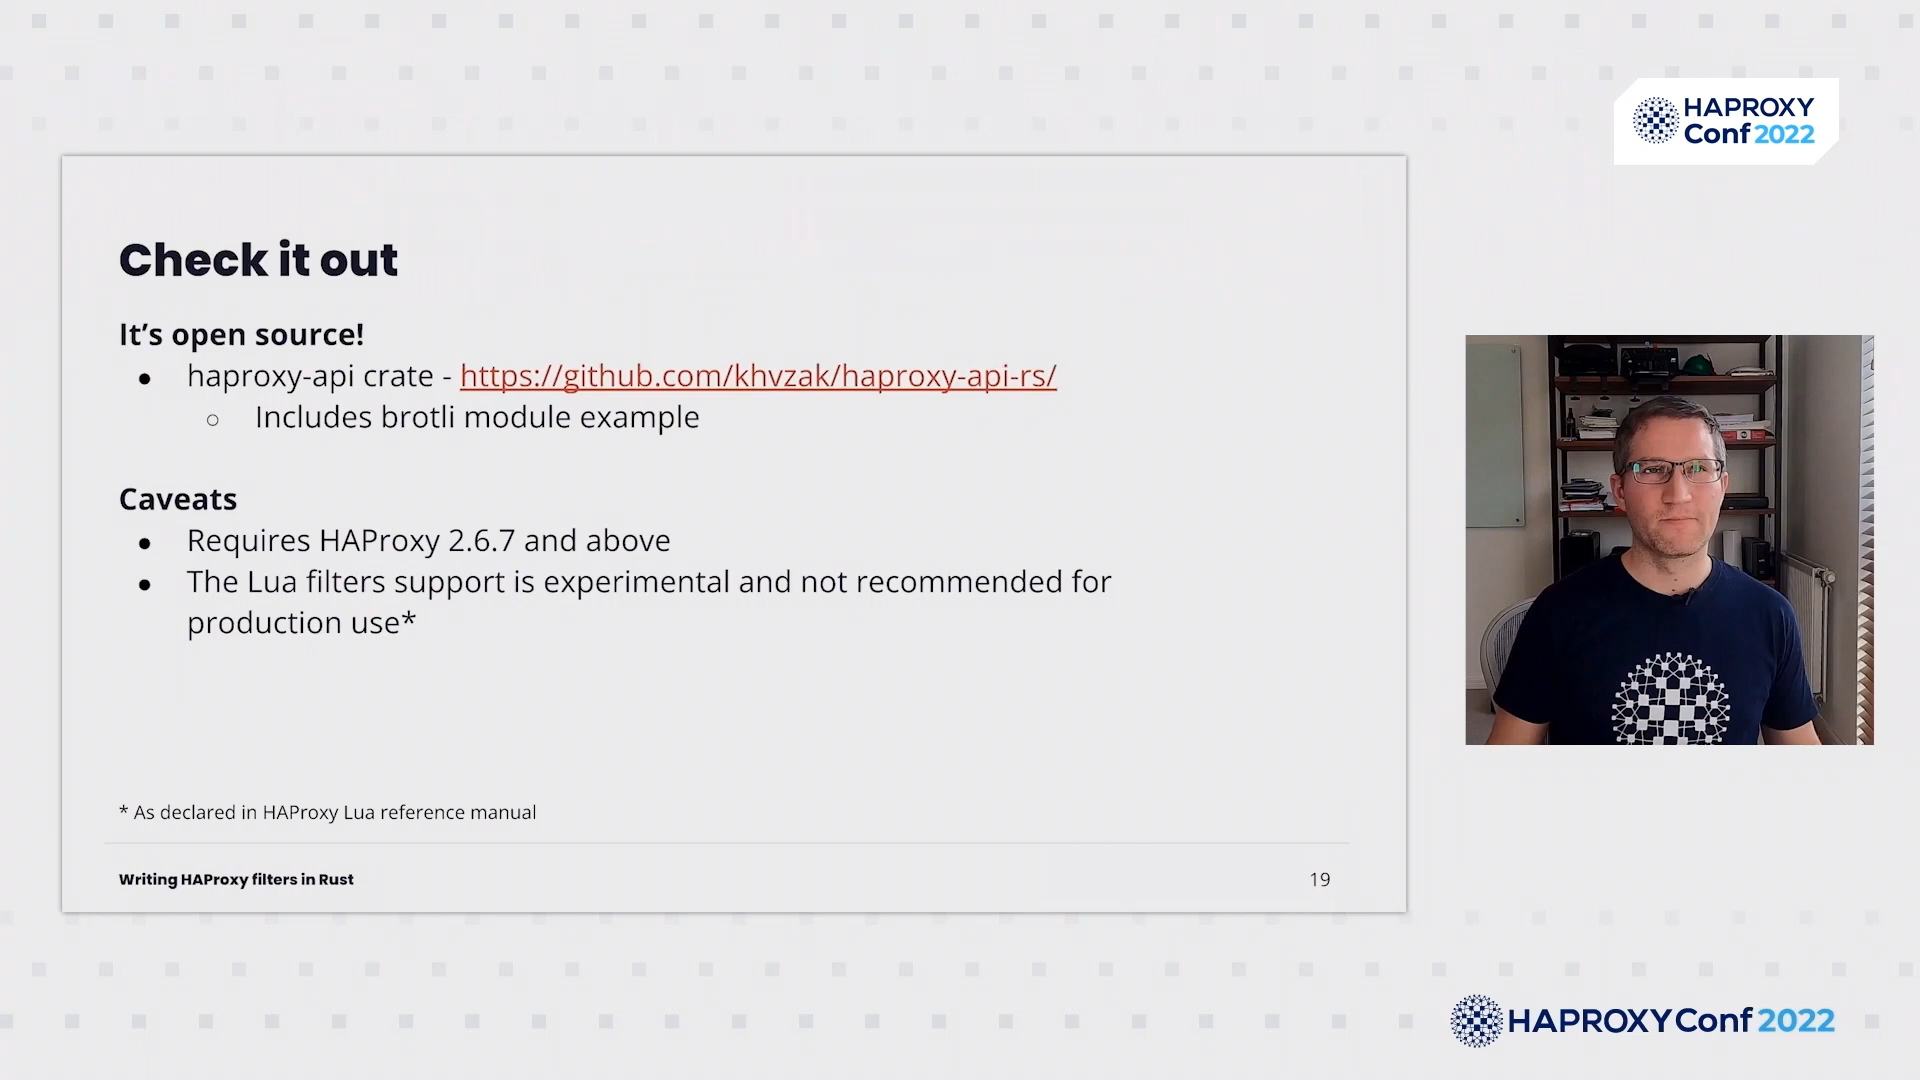 HAPROXY
Conf 2022
Check it out
It’s open source!
● haproxy-api crate - https://github.com/khvzak/haproxy-api-rs/
○ Includes brotli module example
Caveats
● Requires HAProxy 2.6.7 and above
● The Lua filters support is experimental and not recommended for
production use*
* As declared in HAProxy Lua reference manual
Writing HAProxy filters in Rust
19
HAPROXYConf 2022